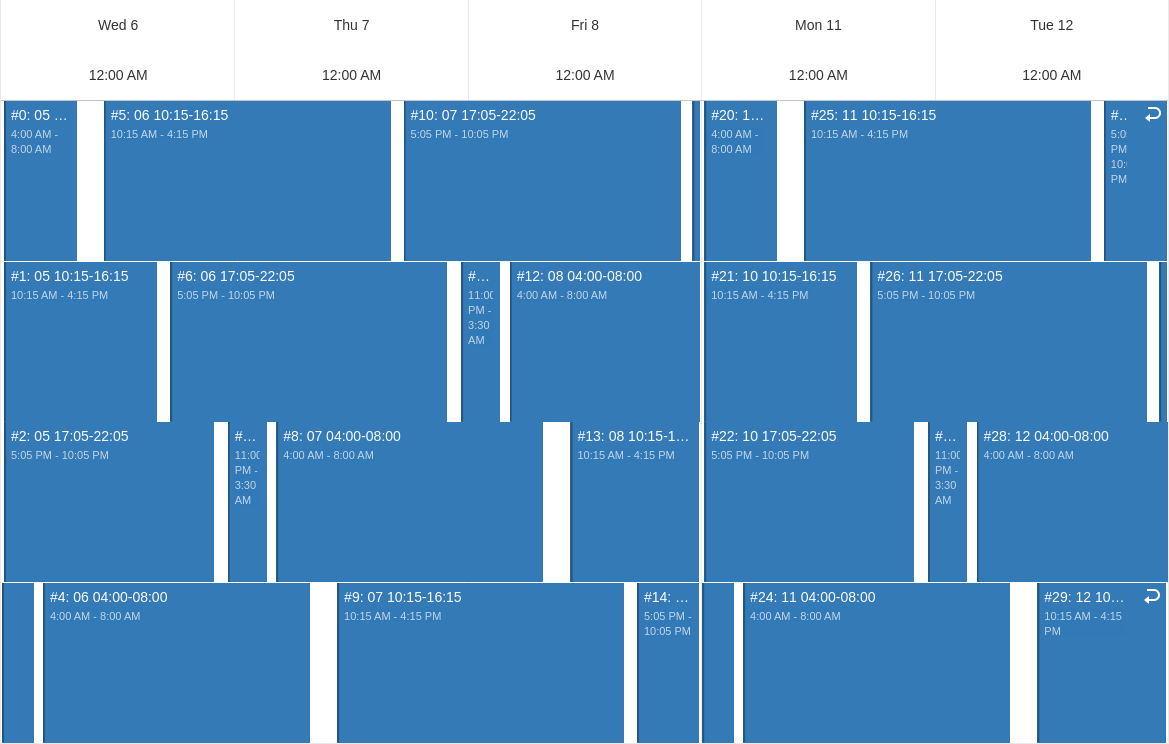 Wed 6
Thu 7
Fri 8
Mon 11
Tue 12
12:00 AM
12:00 AM
12:00 AM
12:00 AM
12:00 AM
#0: 05 …
4:00 AM -
8:00 AM
#5: 06 10:15-16:15
10:15 AM - 4:15 PM
#10: 07 17:05-22:05
5:05 PM - 10:05 PM
#20: 1…
4:00 AM -
8:00 AM
#25: 11 10:15-16:15
10:15 AM - 4:15 PM
#…
5:0
PM
10:
PM
#1: 05 10:15-16:15
10:15 AM - 4:15 PM
#6: 06 17:05-22:05
5:05 PM - 10:05 PM
#…
11:00
PM -
3:30
AM
#12: 08 04:00-08:00
4:00 AM - 8:00 AM
#21: 10 10:15-16:15
10:15 AM - 4:15 PM
#26: 11 17:05-22:05
5:05 PM - 10:05 PM
#2: 05 17:05-22:05
5:05 PM - 10:05 PM
#…
11:00
PM -
3:30
AM
#8: 07 04:00-08:00
4:00 AM - 8:00 AM
#13: 08 10:15-1…
10:15 AM - 4:15 PM
#22: 10 17:05-22:05
5:05 PM - 10:05 PM
#…
11:00
PM -
3:30
AM
#28: 12 04:00-08:00
4:00 AM - 8:00 AM
#4: 06 04:00-08:00
4:00 AM - 8:00 AM
#9: 07 10:15-16:15
10:15 AM - 4:15 PM
#14: …
5:05 PM -
10:05 PM
#24: 11 04:00-08:00
4:00 AM - 8:00 AM
#29: 12 10…
10:15 AM - 4:15
PM